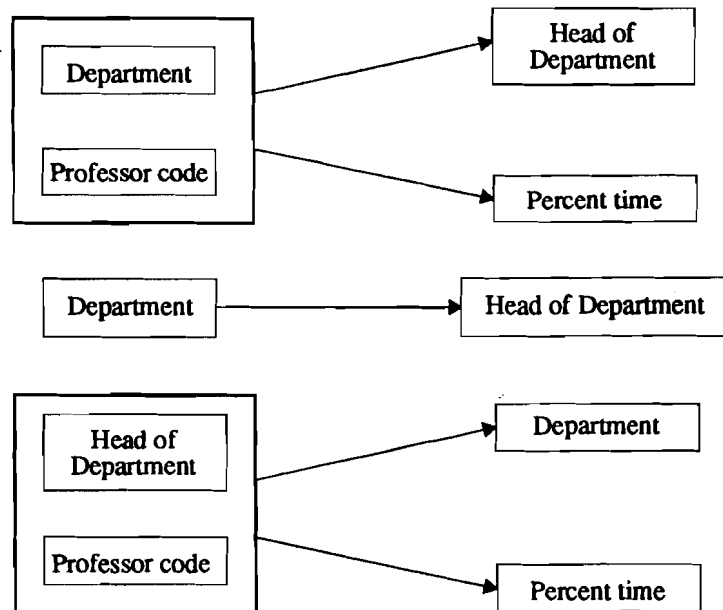 Department
Professor code
Head of
Department
Percent time
Department
Head of Department
Head of
Department
Professor code
Department
Percent time